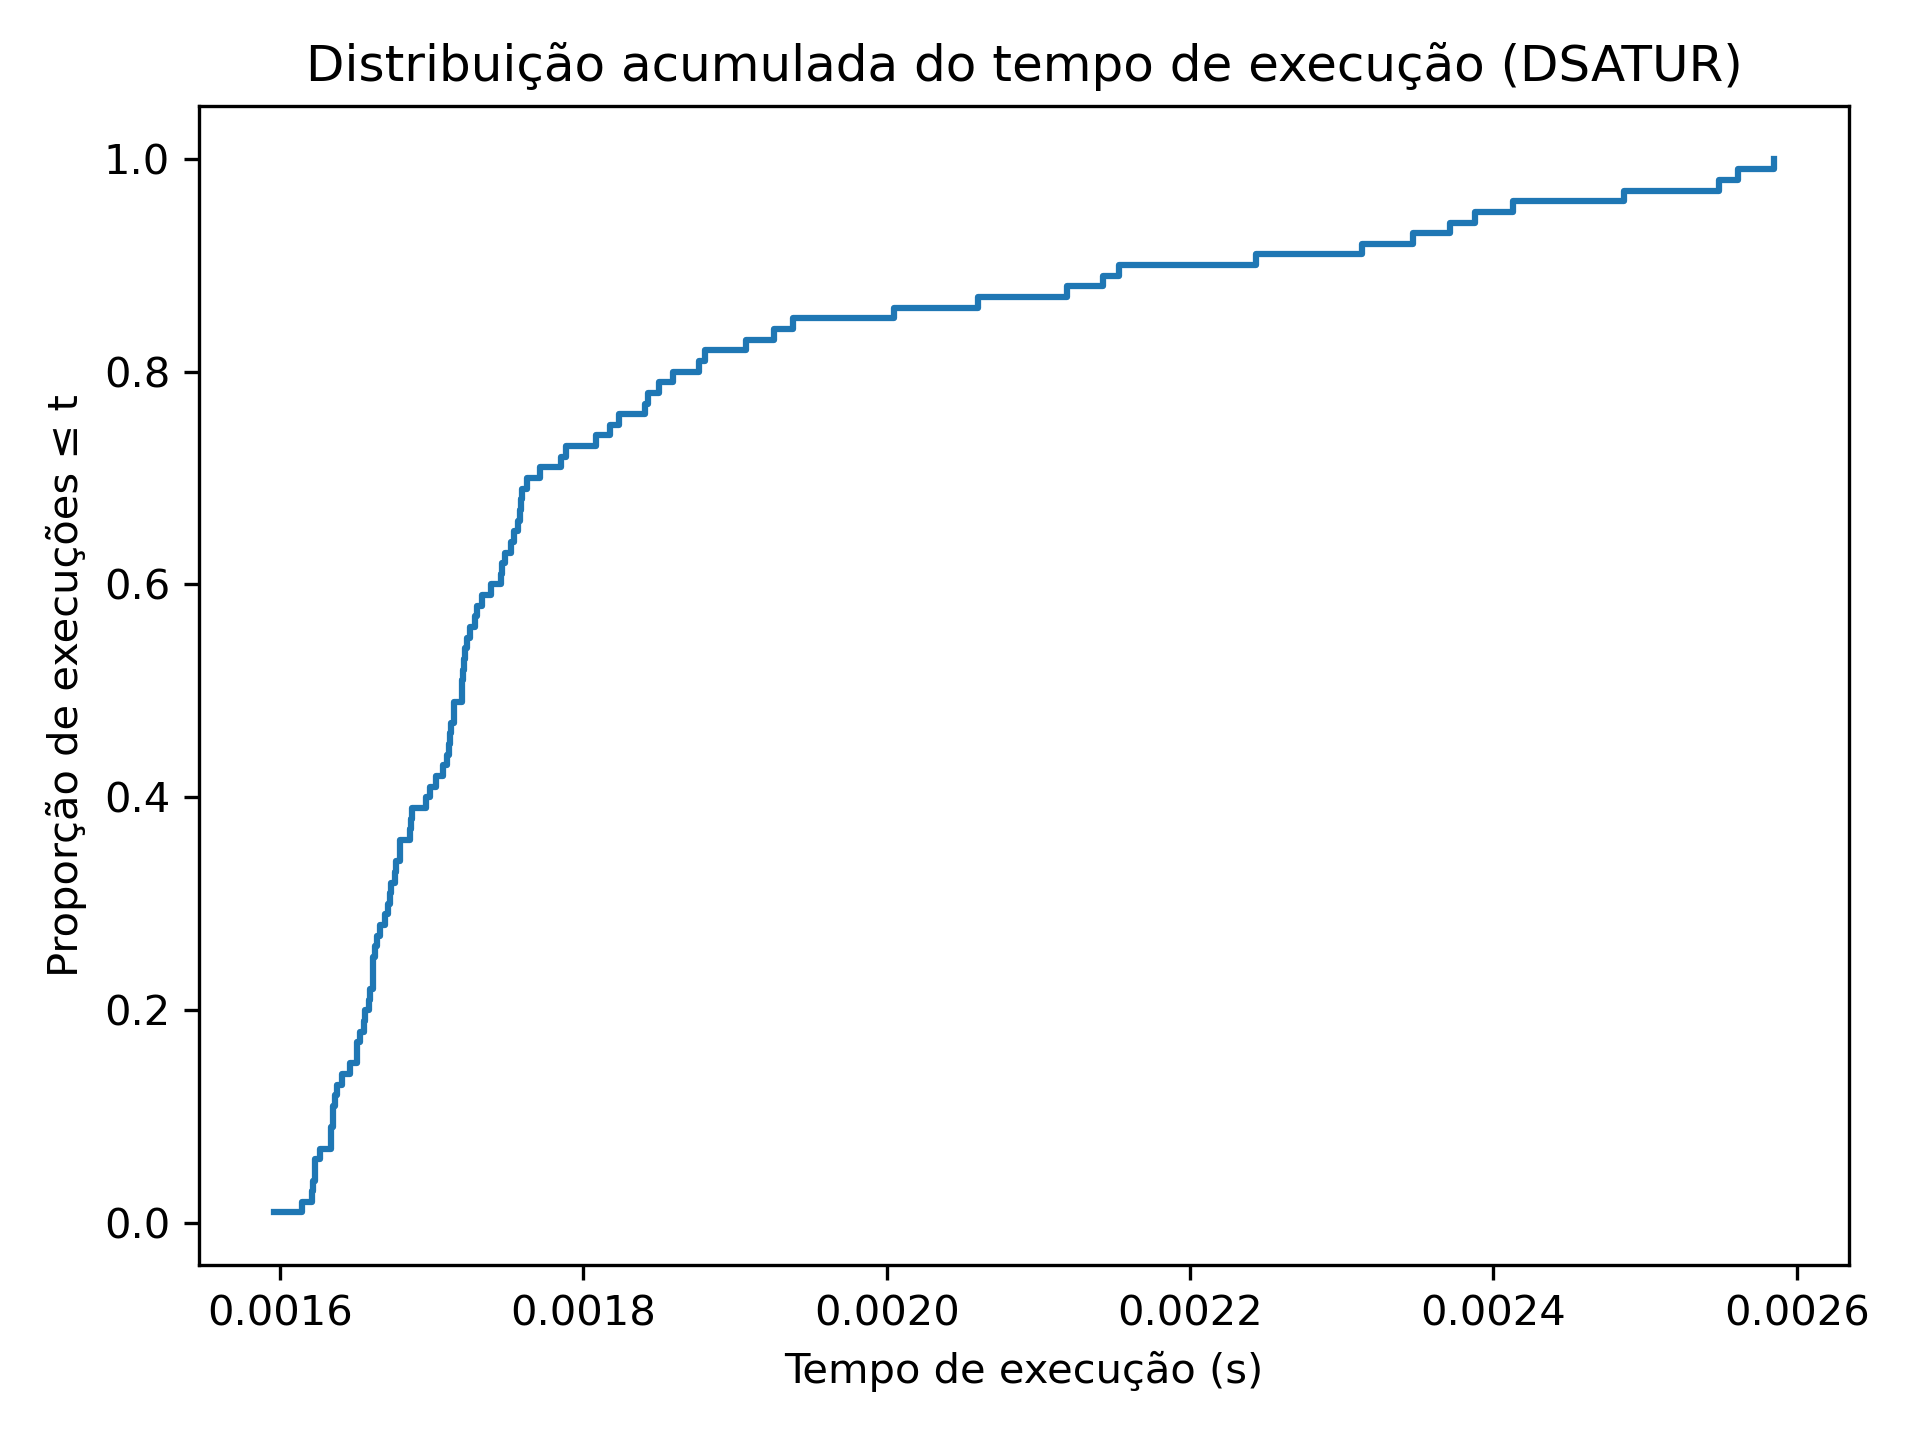 Distribuição acumulada do tempo de execução (DSATUR)
1.0
0.8
0.6
0.4
0.2
0.0
Proporção de execuções ≤ t
0.0016 0.0018 0.0020 0.0022 0.0024 0.0026
Tempo de execução (s)